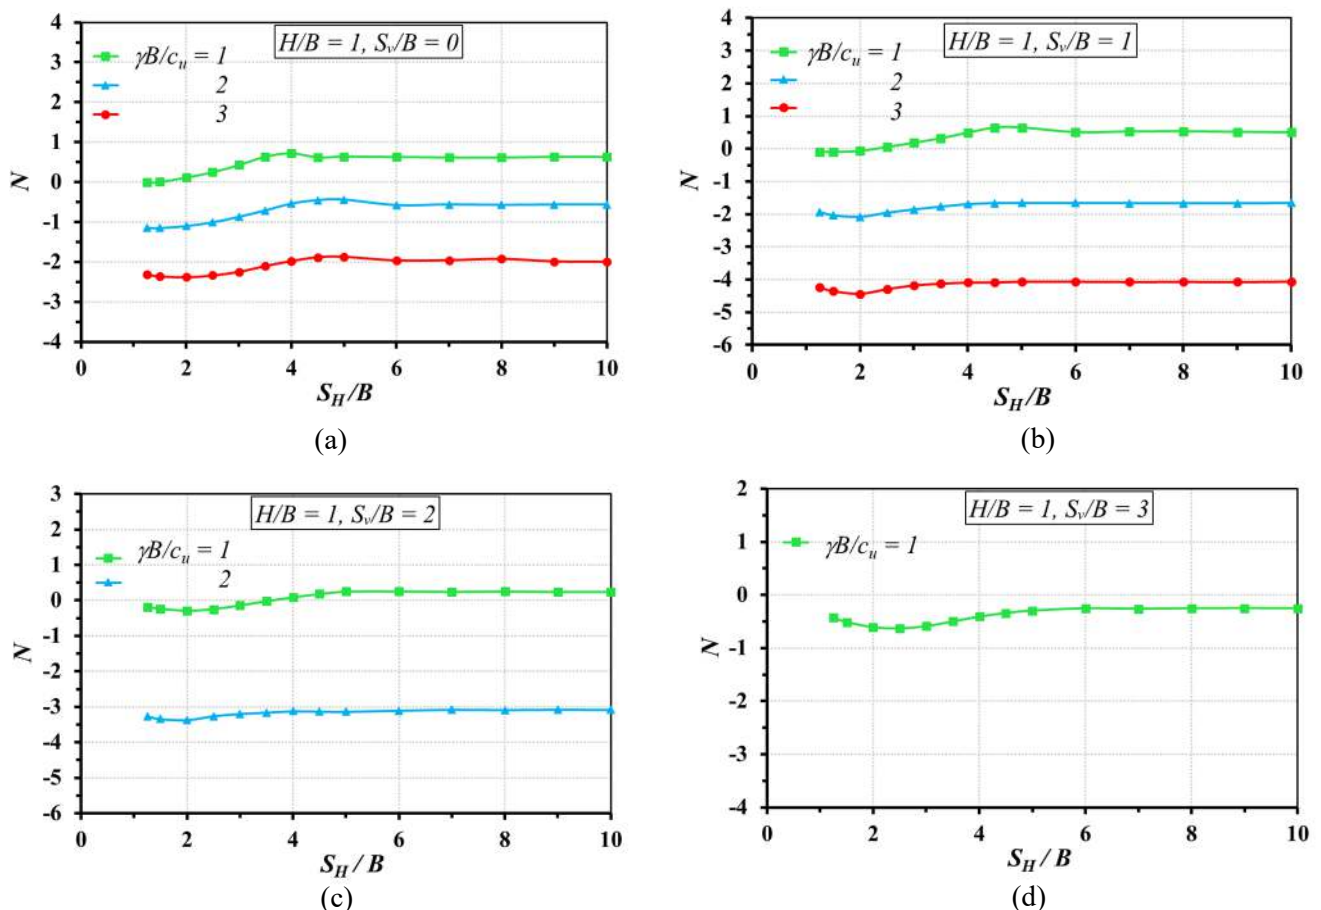 (a)
H/B = 1, Sᵥ/B = 0
γB/cᵤ = 1
2
3
4
3
2
1
0
-1
-2
-3
-4
N
0 2 4 6 8 10
S_H/B
(a)
(b)
H/B = 1, Sᵥ/B = 1
γB/cᵤ = 1
2
3
4
3
2
1
0
-1
-2
-3
-4
-5
-6
N
0 2 4 6 8 10
S_H/B
(b)
H/B = 1, Sᵥ/B = 2
γB/cᵤ = 1
2
3
2
1
0
-1
-2
-3
-4
-5
-6
N
0 2 4 6 8 10
S_H/B
(c)
H/B = 1, Sᵥ/B = 3
γB/cᵤ = 1
2
1
0
-1
-2
-3
-4
N
0 2 4 6 8 10
S_H/B
(d)